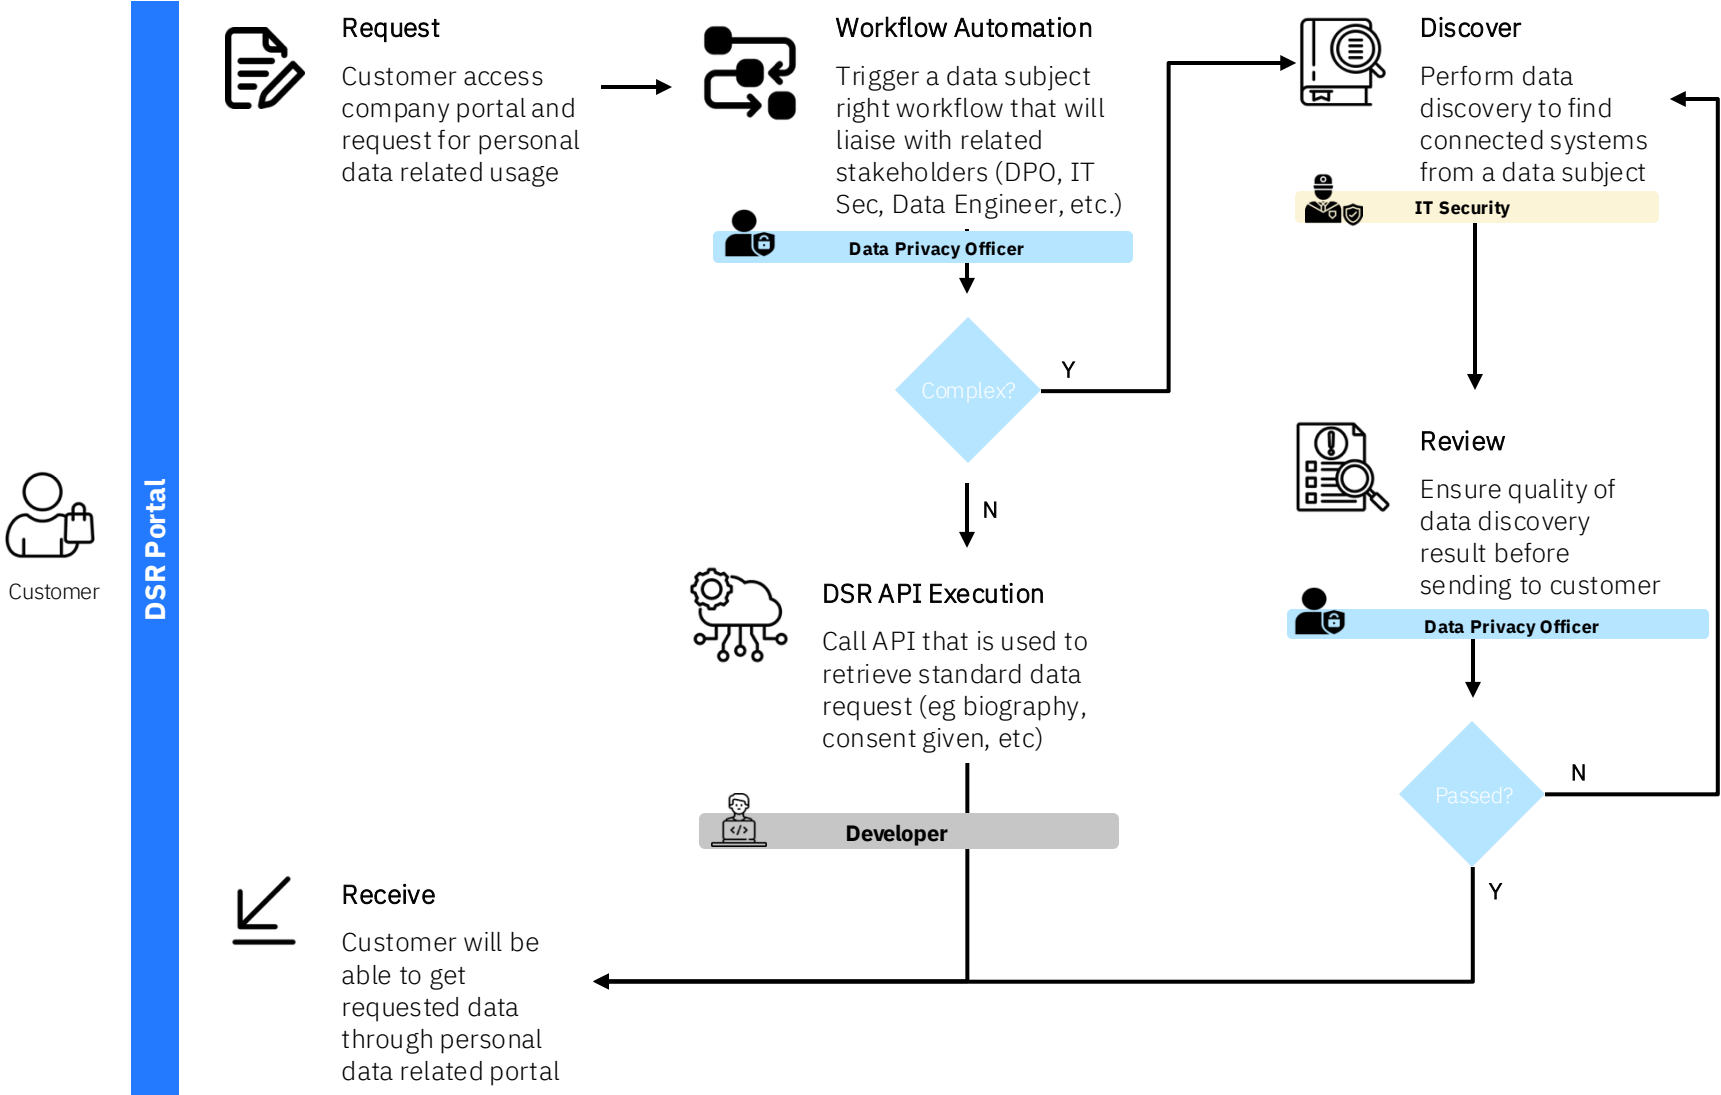 Customer
DSR Portal
Request
Customer access
company portal and
request for personal
data related usage
Workflow Automation
Trigger a data subject
right workflow that will
liaise with related
stakeholders (DPO, IT
Sec, Data Engineer, etc.)
Data Privacy Officer
Complex?
Y
N
Discover
Perform data
discovery to find
connected systems
from a data subject
IT Security
Review
Ensure quality of
data discovery
result before
sending to customer
Data Privacy Officer
Passed?
N
Y
DSR API Execution
Call API that is used to
retrieve standard data
request (eg biography,
consent given, etc)
</>
Developer
Receive
Customer will be
able to get
requested data
through personal
data related portal